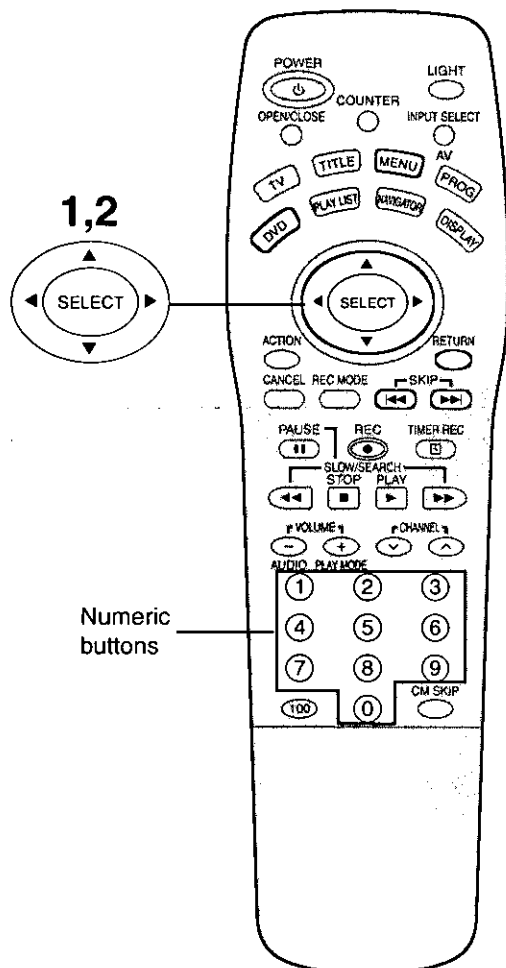 POWER
LIGHT
COUNTER
OPEN/CLOSE
INPUT SELECT
AV
TV
TITLE
MENU
PROG
DVD
PLAY LIST
NAVIGATOR
DISPLAY
1,2
SELECT
SELECT
ACTION
RETURN
CANCEL REC MODE SKIP
PAUSE REC TIMER REC
SLOW/SEARCH
STOP PLAY
VOLUME CHANNEL
− +
AUDIO PLAY MODE
1 2 3
Numeric
buttons
4 5 6
7 8 9
CM SKIP
100 0